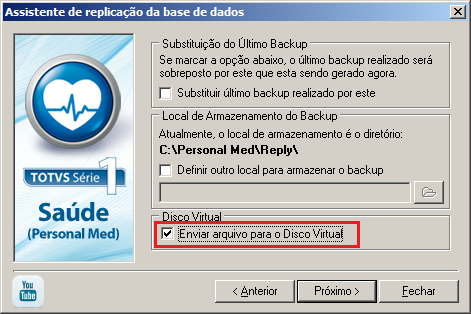 Assistente de replicação da base de dados
Substituição do Último Backup
Se marcar a opção abaixo, o último backup realizado será
sobreposto por este que esta sendo gerado agora.
Substituir último backup realizado por este
Local de Armazenamento do Backup
Atualmente, o local de armazenamento é o diretório:
C:\Personal Med\Reply\
Definir outro local para armazenar o backup
Disco Virtual
Enviar arquivo para o Disco Virtual
TOTVS Série 1
Saúde
(Personal Med)
You
Tube
< Anterior
Próximo >
Fechar